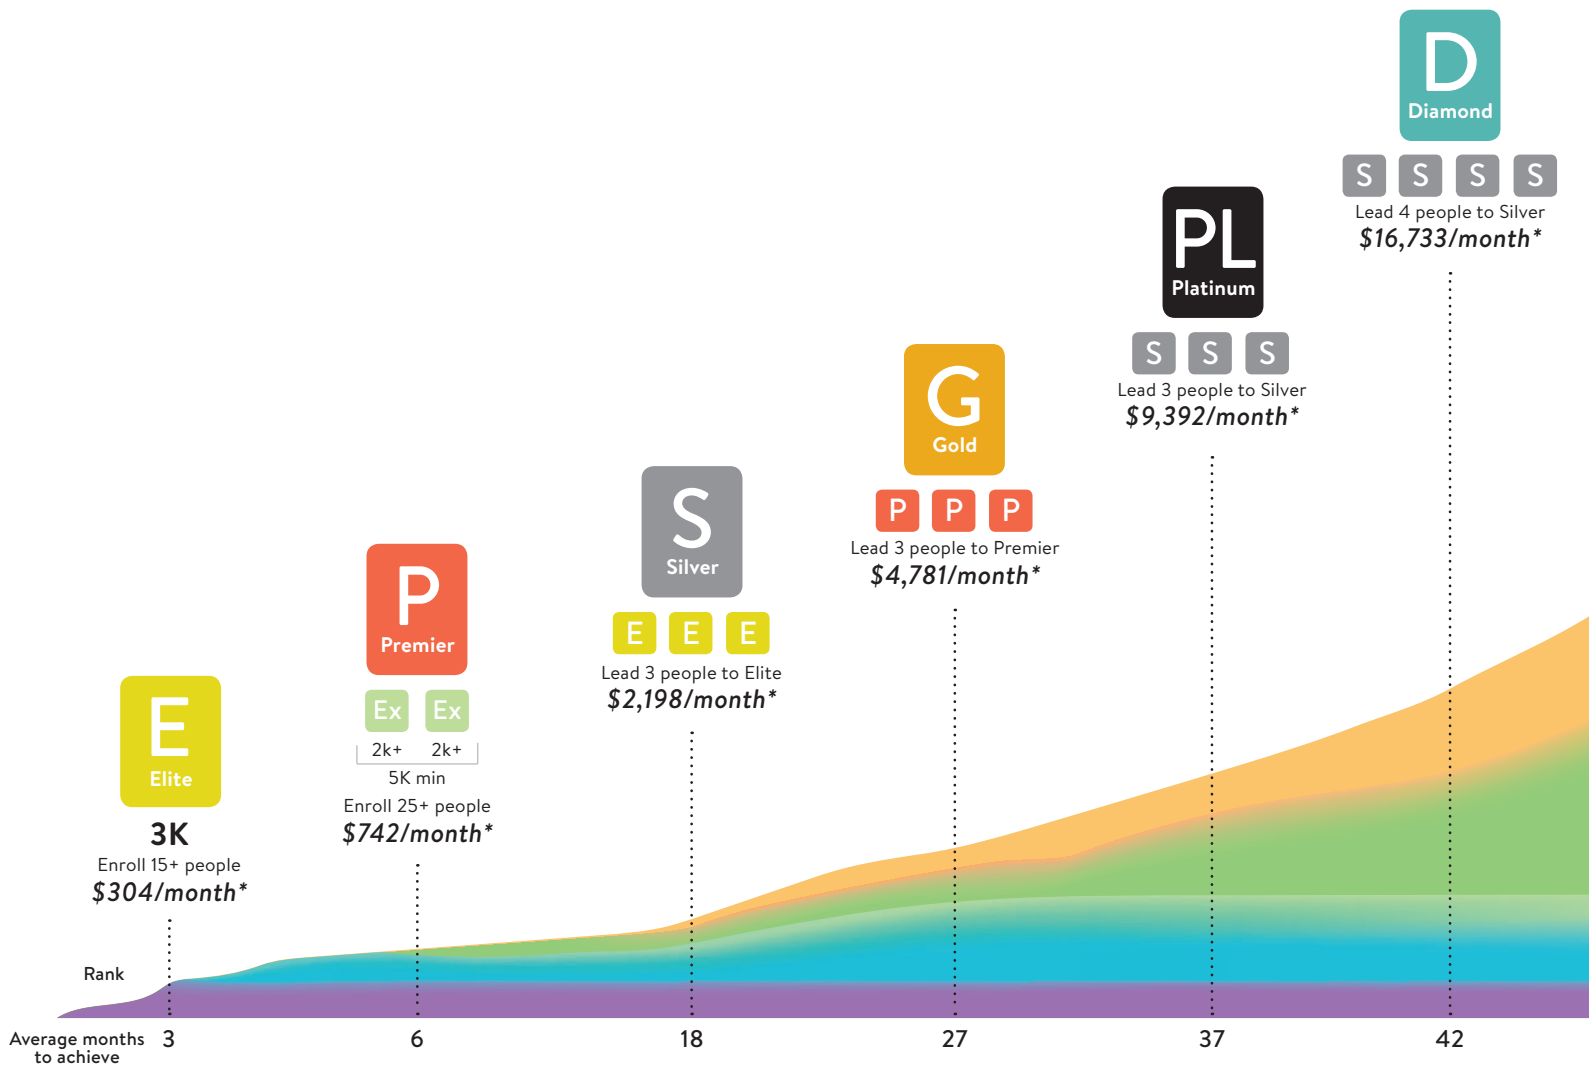 E
Elite
3K
Enroll 15+ people
$304/month*
P
Premier
Ex Ex
2k+ 2k+
5K min
Enroll 25+ people
$742/month*
S
Silver
E E E
Lead 3 people to Elite
$2,198/month*
G
Gold
P P P
Lead 3 people to Premier
$4,781/month*
PL
Platinum
S S S
Lead 3 people to Silver
$9,392/month*
D
Diamond
S S S S
Lead 4 people to Silver
$16,733/month*
Rank
Average months
to achieve
3 6 18 27 37 42